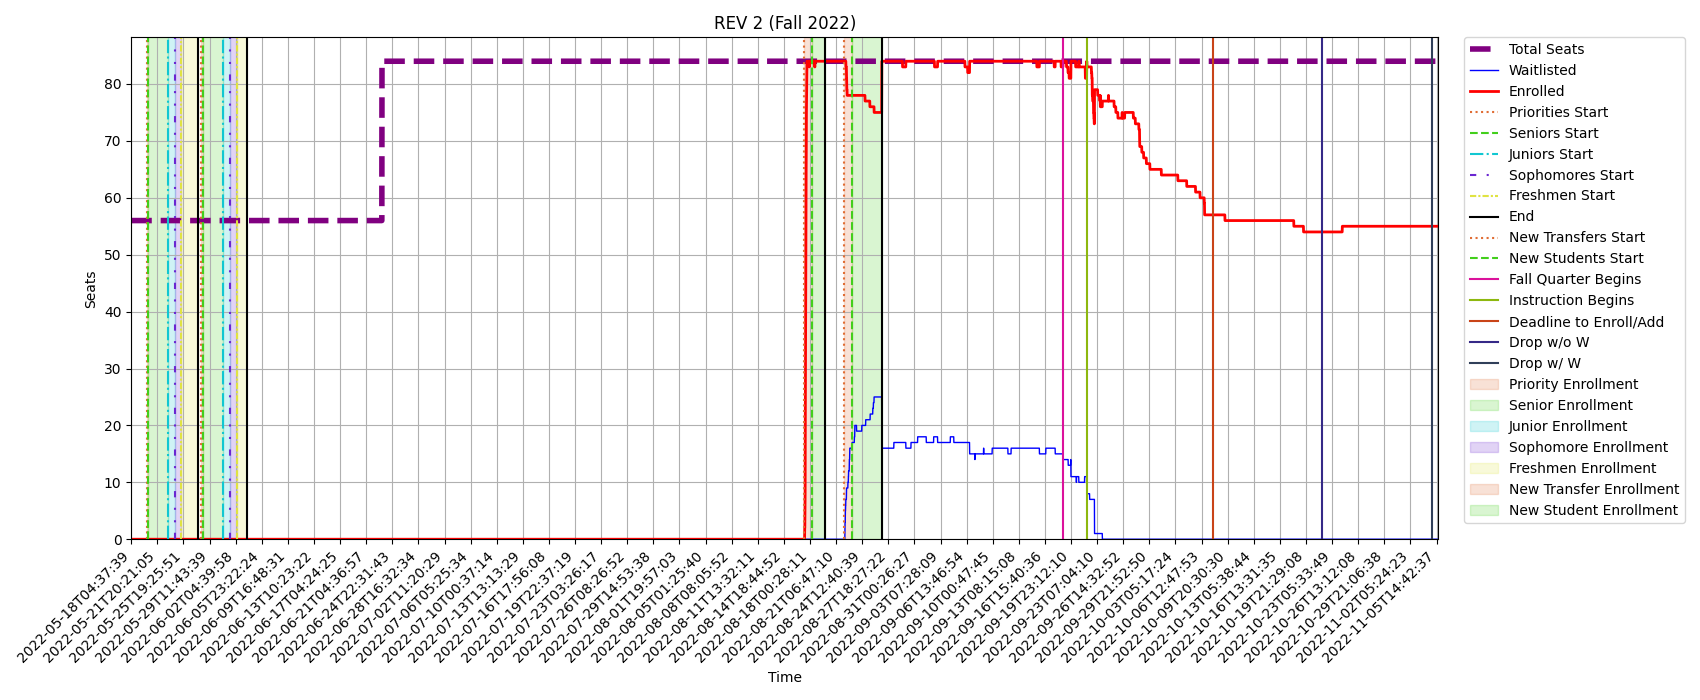 REV 2 (Fall 2022)
Seats
80
70
60
50
40
30
20
10
0
2022-05-18T04:37:39
2022-05-21T20:21:05
2022-05-25T19:25:51
2022-05-29T11:43:39
2022-06-02T04:39:58
2022-06-05T23:22:24
2022-06-09T16:48:31
2022-06-13T10:23:22
2022-06-17T04:24:25
2022-06-21T04:36:57
2022-06-24T22:31:43
2022-06-28T16:32:34
2022-07-02T11:20:29
2022-07-06T05:25:34
2022-07-10T00:37:14
2022-07-13T13:13:29
2022-07-16T17:56:08
2022-07-19T22:37:19
2022-07-23T03:26:17
2022-07-26T08:26:52
2022-07-29T14:53:38
2022-08-01T19:57:03
2022-08-05T01:25:40
2022-08-08T08:05:52
2022-08-11T13:32:11
2022-08-14T18:44:52
2022-08-18T00:28:11
2022-08-21T06:47:10
2022-08-24T12:40:39
2022-08-27T18:27:22
2022-08-31T00:26:27
2022-09-03T07:28:09
2022-09-06T13:46:54
2022-09-10T00:47:45
2022-09-13T08:15:08
2022-09-16T15:40:36
2022-09-19T23:12:10
2022-09-23T07:04:10
2022-09-26T14:32:52
2022-09-29T21:52:50
2022-10-03T05:17:24
2022-10-06T12:47:53
2022-10-09T20:30:30
2022-10-13T05:38:44
2022-10-16T13:31:35
2022-10-19T21:29:08
2022-10-23T05:33:49
2022-10-26T13:12:08
2022-10-29T21:06:38
2022-11-02T05:24:23
2022-11-05T14:42:37
Time
Total Seats
Waitlisted
Enrolled
Priorities Start
Seniors Start
Juniors Start
Sophomores Start
Freshmen Start
End
New Transfers Start
New Students Start
Fall Quarter Begins
Instruction Begins
Deadline to Enroll/Add
Drop w/o W
Drop w/ W
Priority Enrollment
Senior Enrollment
Junior Enrollment
Sophomore Enrollment
Freshmen Enrollment
New Transfer Enrollment
New Student Enrollment